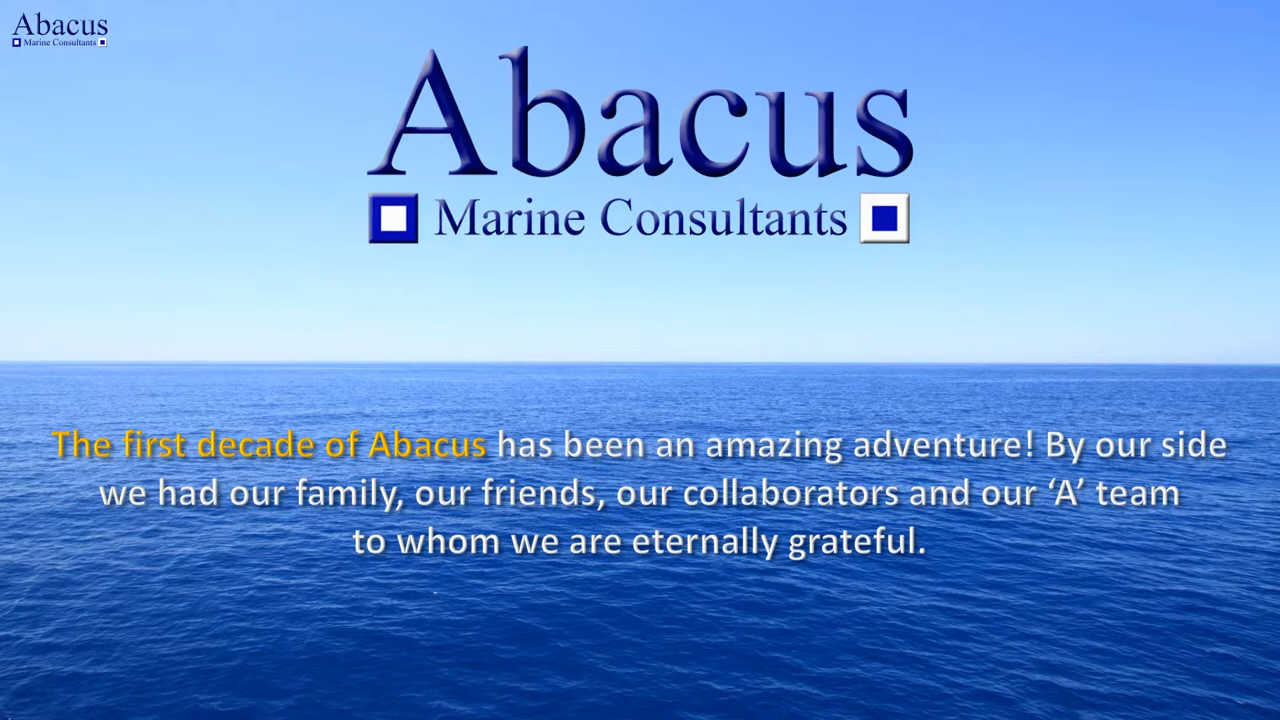 Abacus
Marine Consultants
Abacus
Marine Consultants
The first decade of Abacus has been an amazing adventure! By our side
we had our family, our friends, our collaborators and our ‘A’ team
to whom we are eternally grateful.